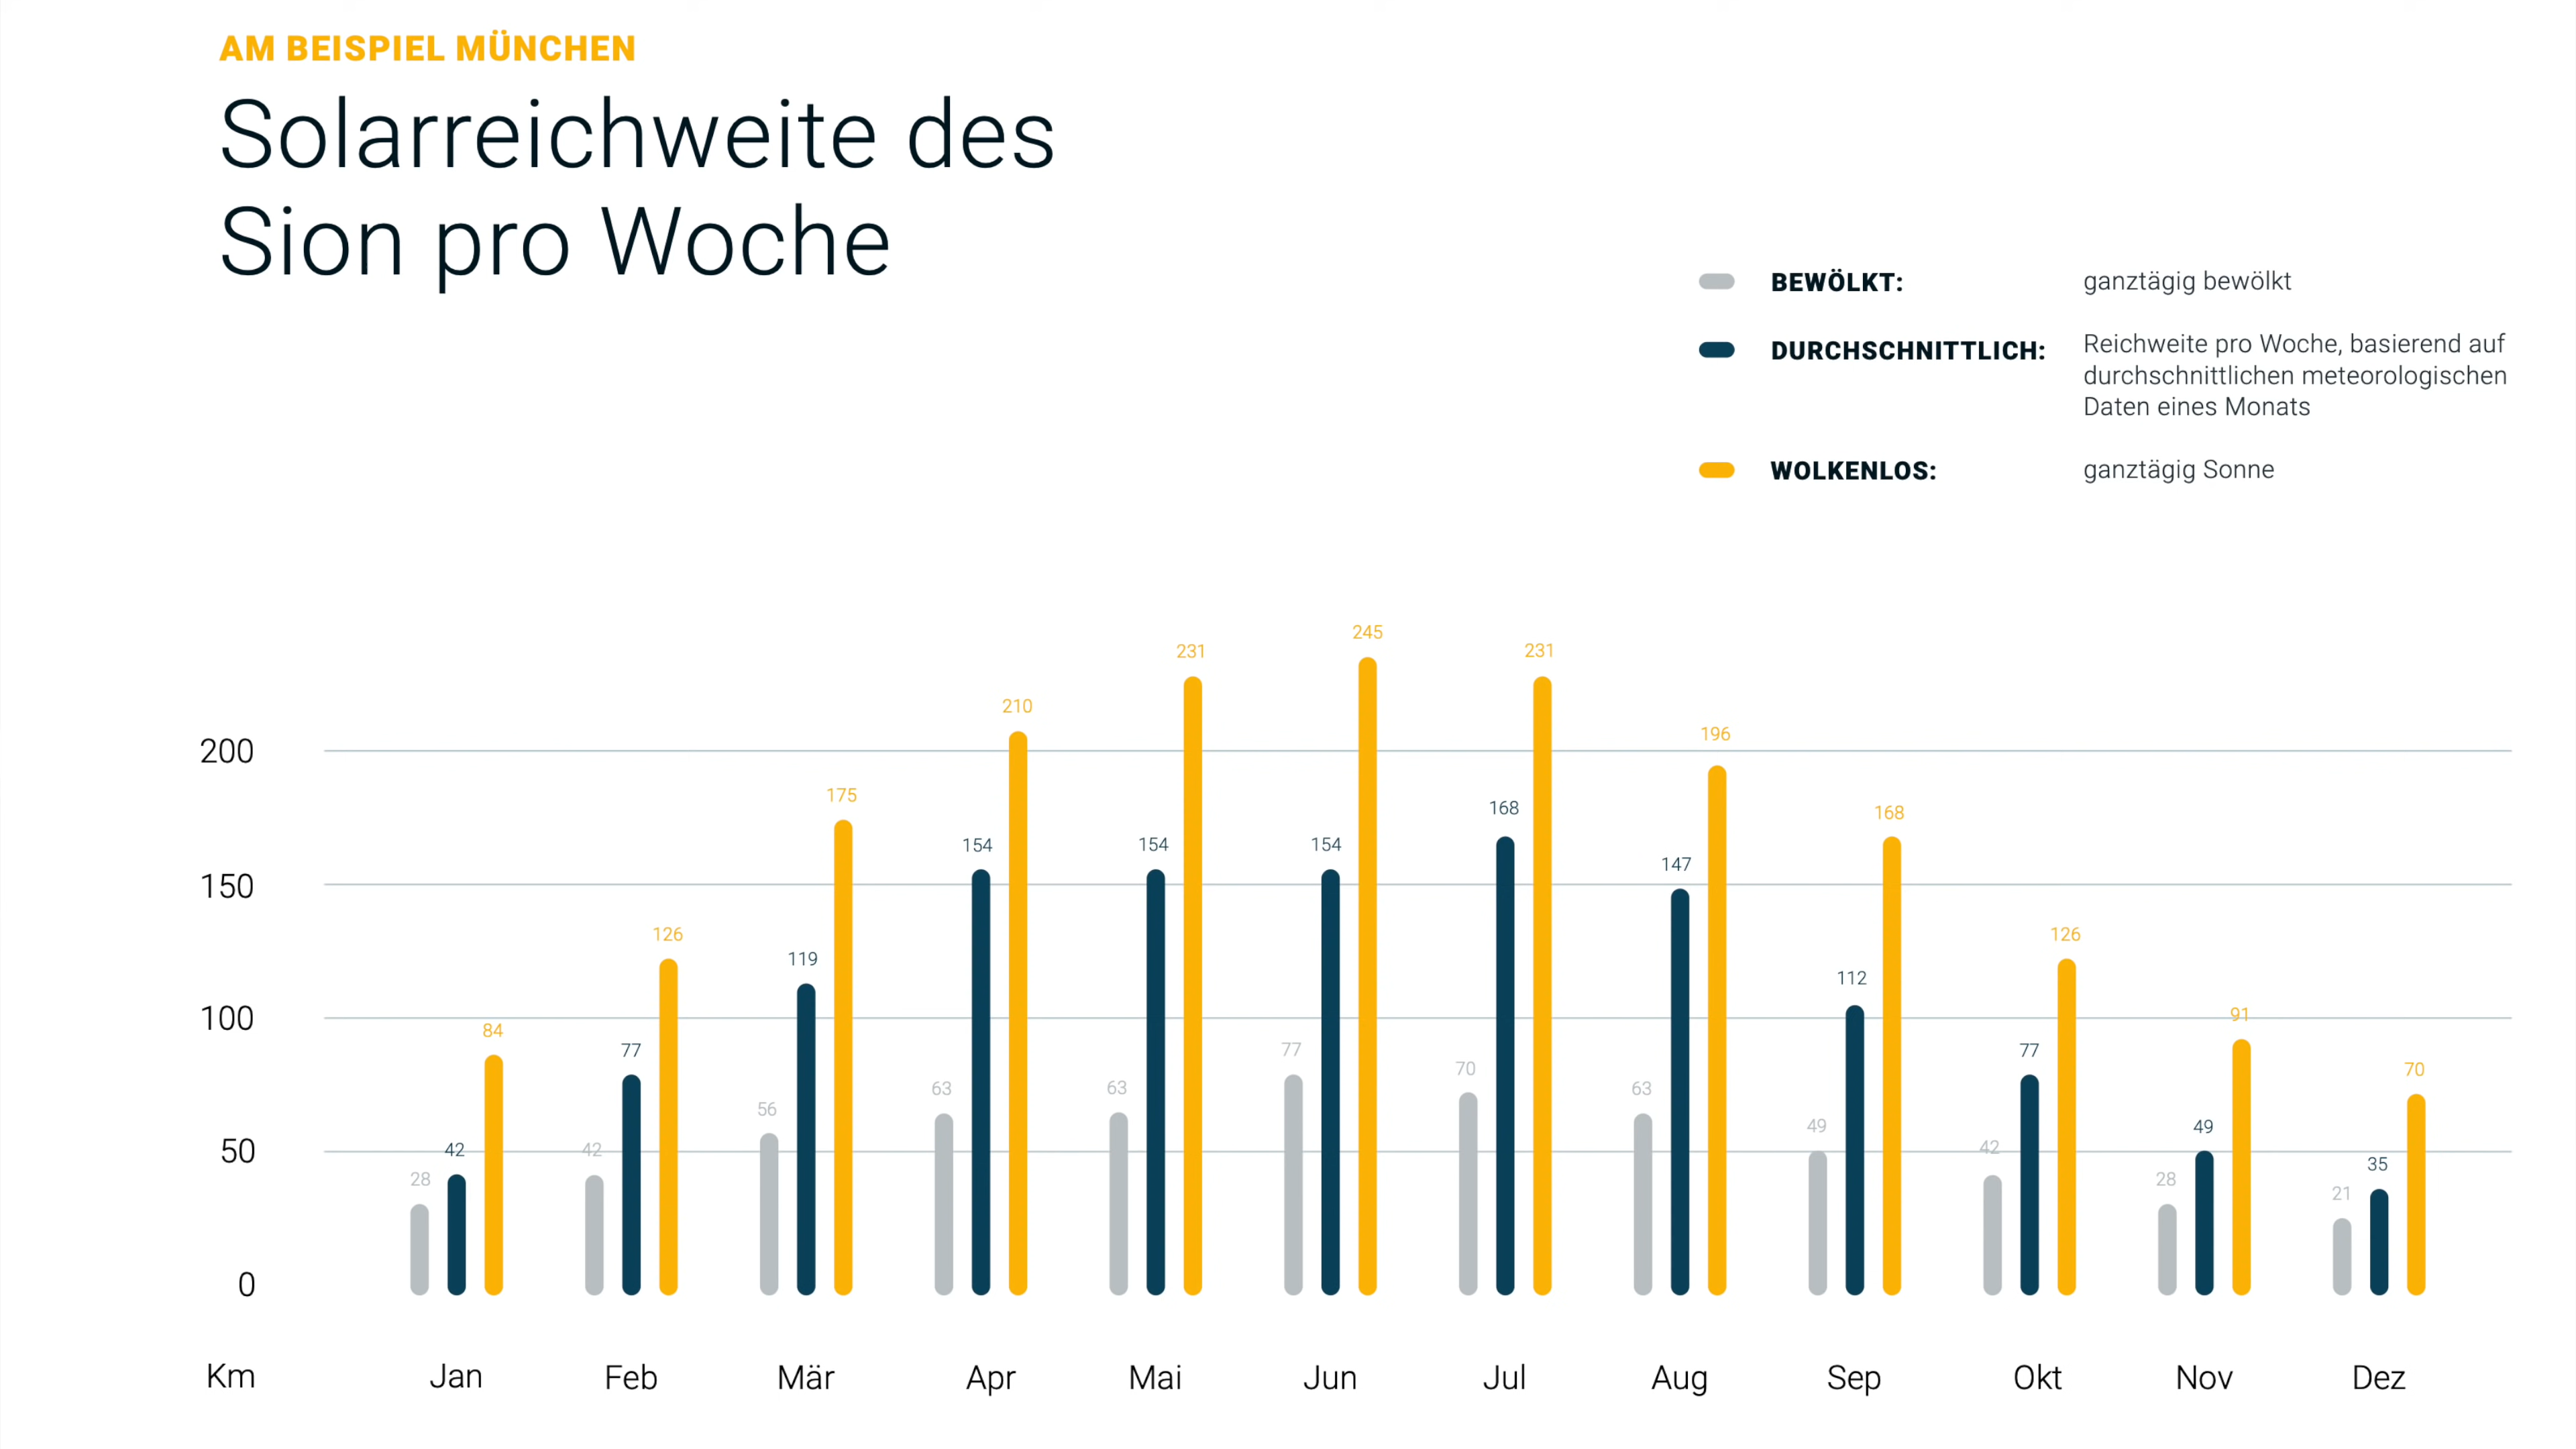 AM BEISPIEL MÜNCHEN
Solarreichweite des
Sion pro Woche
BEWÖLKT: ganztägig bewölkt
DURCHSCHNITTLICH: Reichweite pro Woche, basierend auf
durchschnittlichen meteorologischen
Daten eines Monats
WOLKENLOS: ganztägig Sonne
200
150
100
50
0
28 42 84
42 77 126
56 119 175
63 154 210
63 154 231
77 154 245
70 168 231
63 147 196
49 112 168
42 77 126
28 49 91
21 35 70
Km Jan Feb Mär Apr Mai Jun Jul Aug Sep Okt Nov Dez